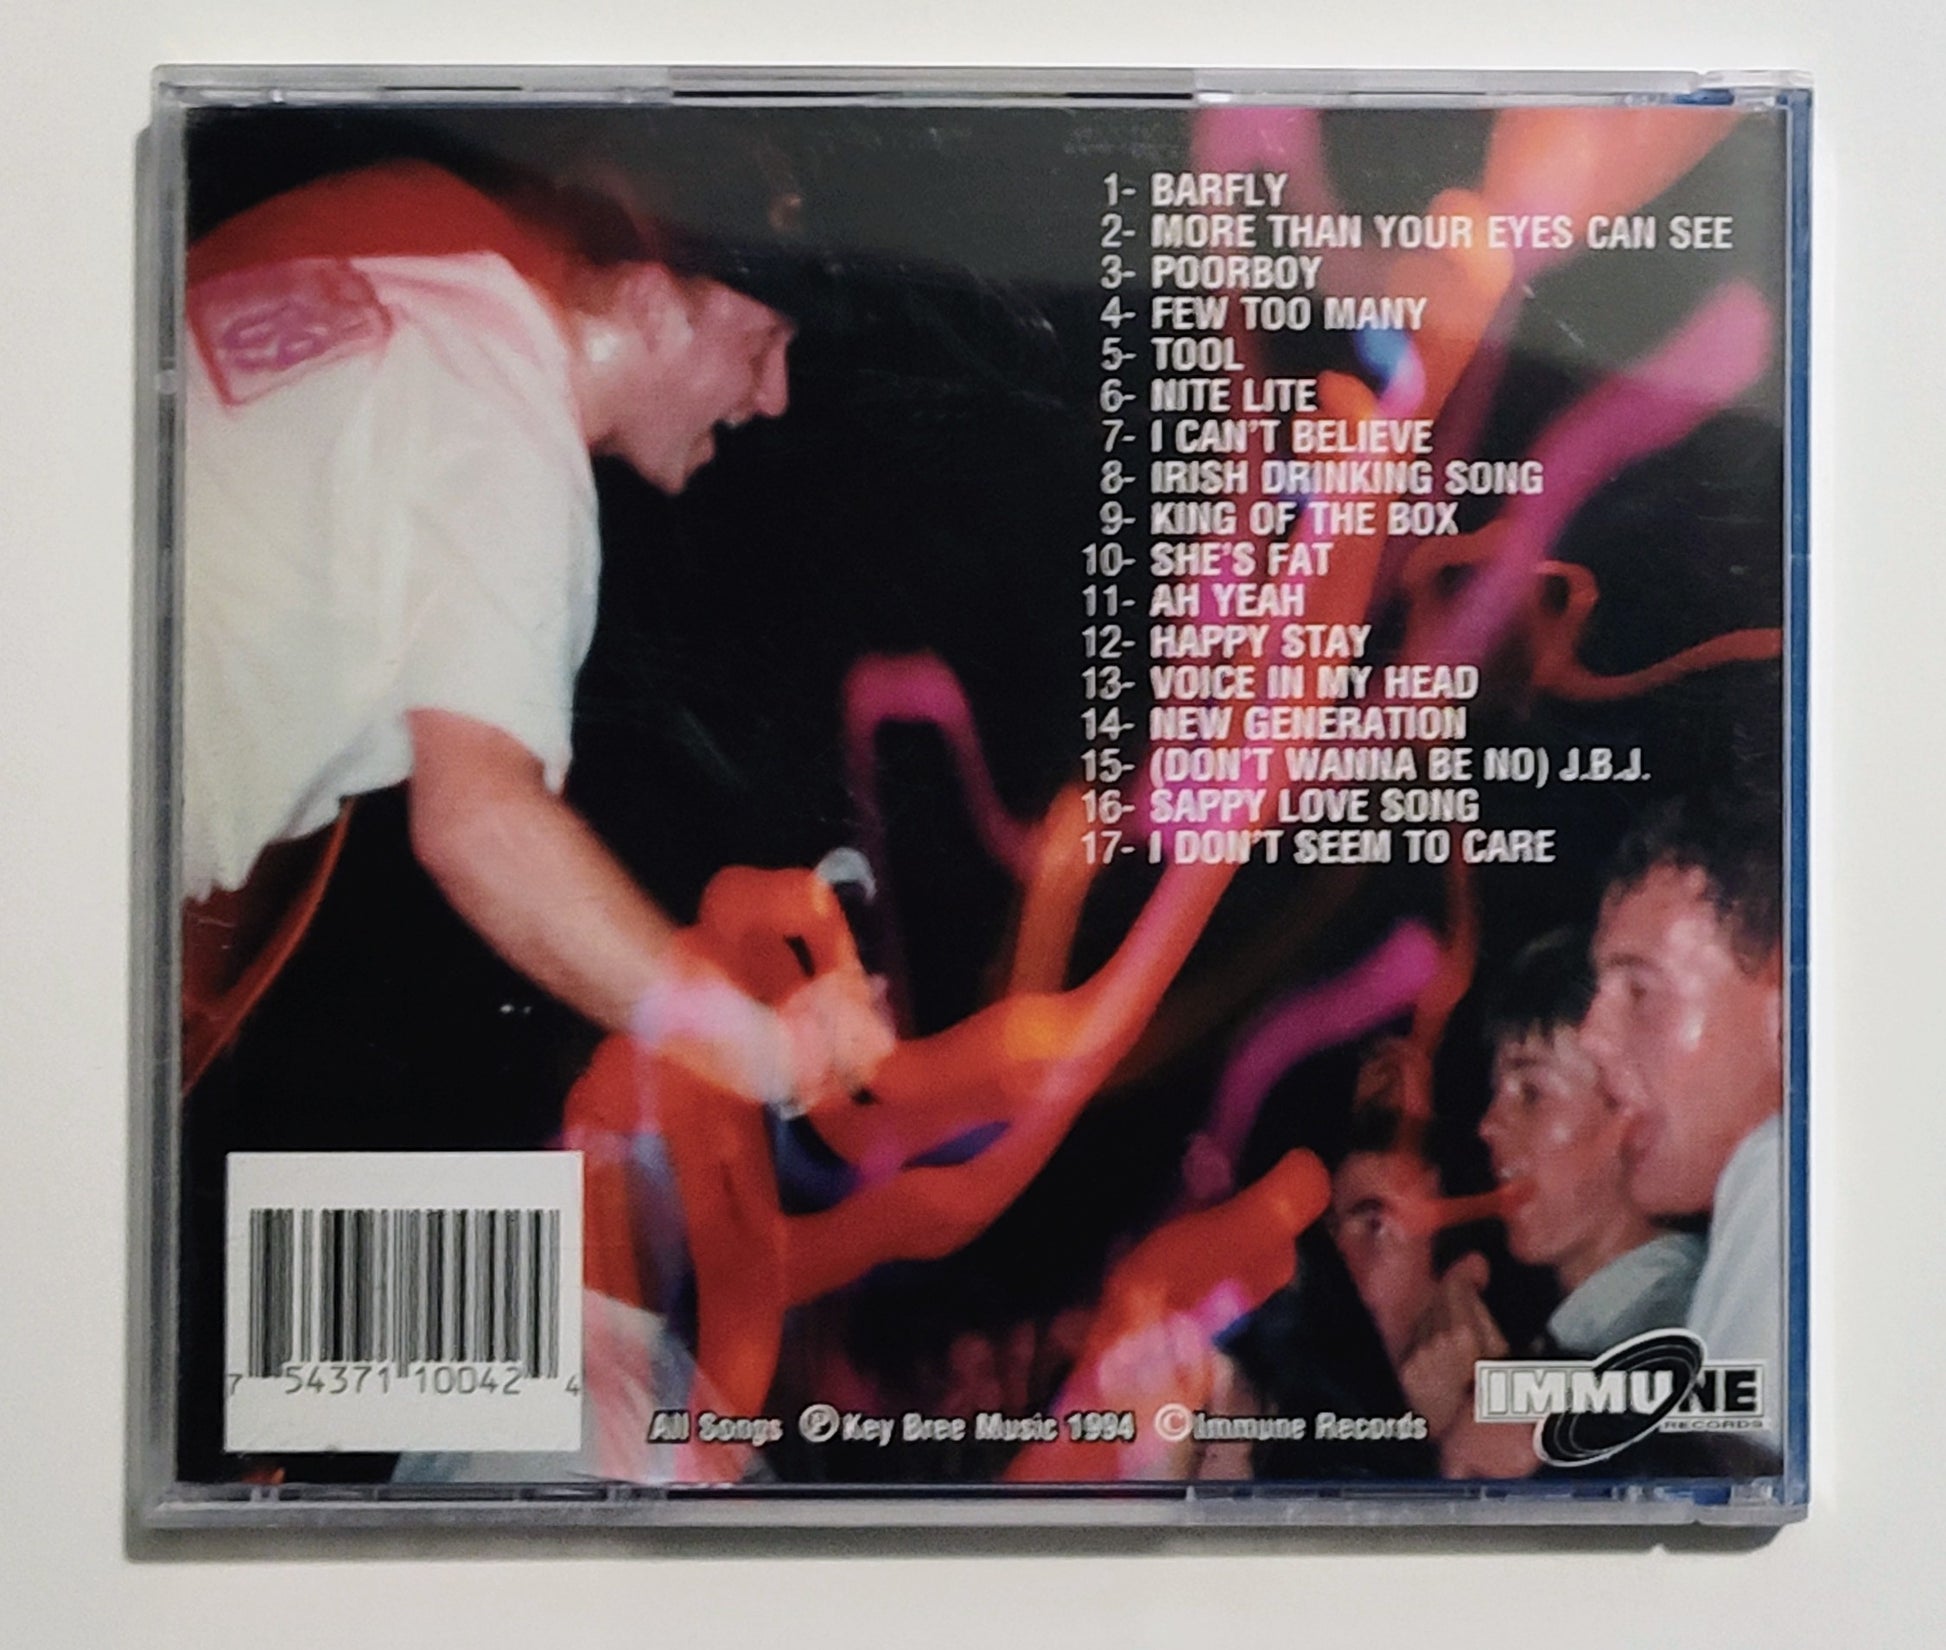 1- BARFLY
2- MORE THAN YOUR EYES CAN SEE
3- POORBOY
4- FEW TOO MANY
5- TOOL
6- NITE LITE
7- I CAN'T BELIEVE
8- IRISH DRINKING SONG
9- KING OF THE BOX
10- SHE'S FAT
11- AH YEAH
12- HAPPY STAY
13- VOICE IN MY HEAD
14- NEW GENERATION
15- (DON'T WANNA BE NO) J.B.J.
16- SAPPY LOVE SONG
17- I DON'T SEEM TO CARE
7 54371 10042 4
All Songs ℗Key Bree Music 1994 ©Immune Records
IMMUNE
RECORDS